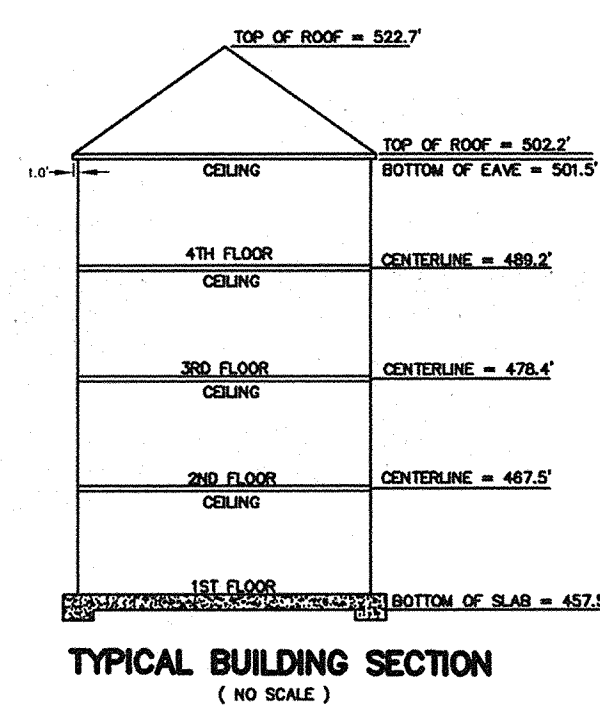 TOP OF ROOF = 522.7'
TOP OF ROOF = 502.2'
1.0'
CEILING
BOTTOM OF EAVE = 501.5'
4TH FLOOR
CENTERLINE = 489.2'
CEILING
3RD FLOOR
CENTERLINE = 478.4'
CEILING
2ND FLOOR
CENTERLINE = 467.5'
CEILING
1ST FLOOR
BOTTOM OF SLAB = 457.
TYPICAL BUILDING SECTION
( NO SCALE )